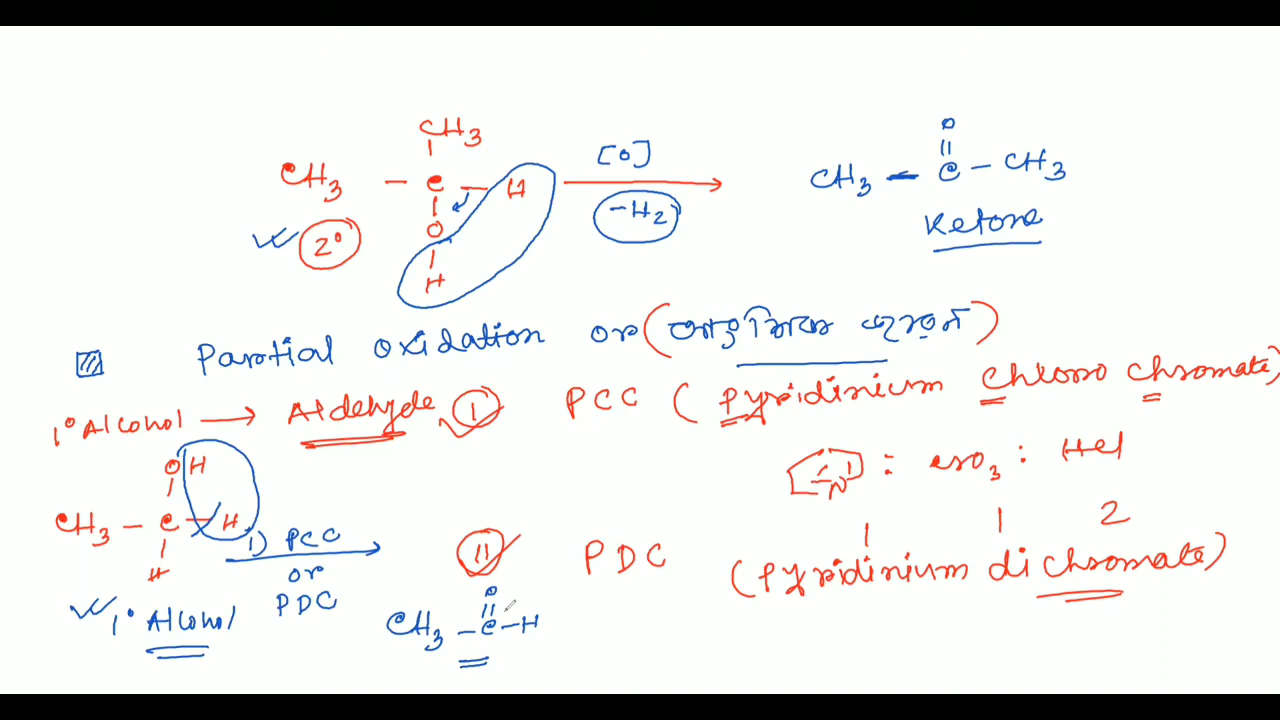 CH3
CH3 – C – H [O] CH3 – C – CH3
O –H2 O
2° H Ketone
Partial oxidation or (আংশিক জারন)
1° Alcohol → Aldehyde I PCC (Pyridinium Chloro Chromate)
OH N : CrO3 : HCl
CH3 – C – H 1 1 2
H 1) PCC II PDC (Pyridinium dichromate)
or
PDC
1° Alcohol CH3 – C – H
O